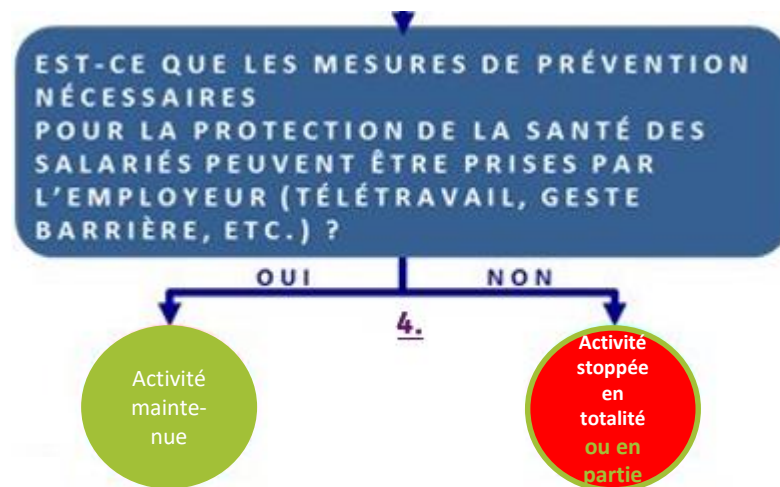 EST-CE QUE LES MESURES DE PRÉVENTION
NÉCESSAIRES
POUR LA PROTECTION DE LA SANTÉ DES
SALARIÉS PEUVENT ÊTRE PRISES PAR
L'EMPLOYEUR (TÉLÉTRAVAIL, GESTE
BARRIÈRE, ETC.) ?
OUI
NON
4.
Activité
mainte-
nue
Activité
stoppée
en
totalité
ou en
partie